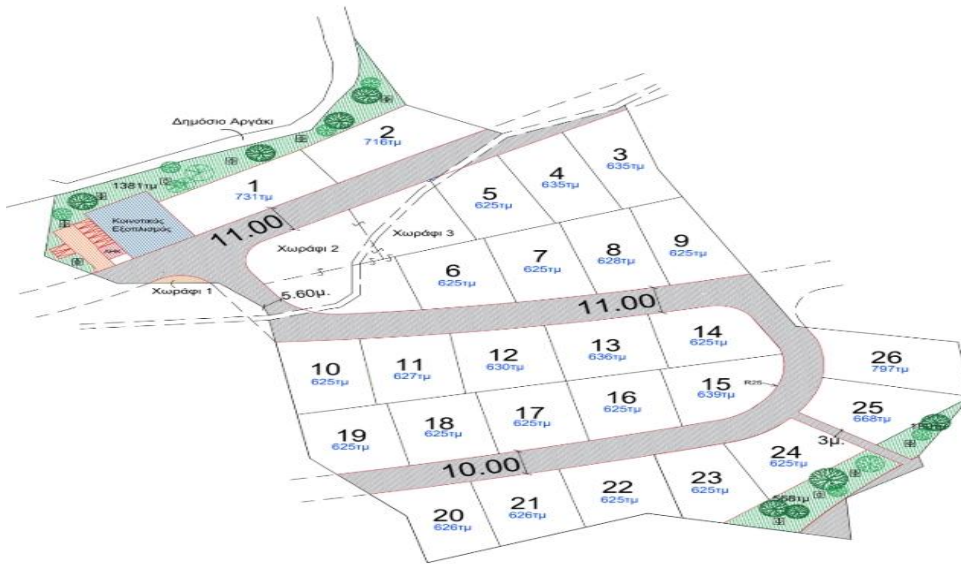 Δημόσιο Αργάκι
2
716τμ
1381τμ
1
731τμ
3
635τμ
4
635τμ
5
625τμ
Κοινοτικός
Εξοπλισμός
ΑΗΚ
11.00
Χωράφι 2
Χωράφι 3
Χωράφι 1
5.60μ.
6
625τμ
7
625τμ
8
628τμ
9
625τμ
11.00
10
625τμ
11
627τμ
12
630τμ
13
636τμ
14
625τμ
26
797τμ
15
639τμ
R25
16
625τμ
17
625τμ
18
625τμ
19
625τμ
25
668τμ
3μ.
24
625τμ
10.00
20
626τμ
21
626τμ
22
625τμ
23
625τμ
568τμ